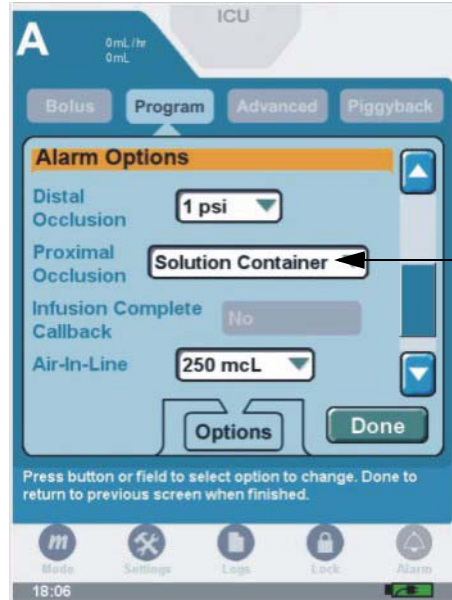 ICU
A
0mL/hr
0mL
Bolus Program Advanced Piggyback
Alarm Options
Distal
Occlusion
1 psi
Proximal
Occlusion
Solution Container
Infusion Complete
Callback
No
Air-In-Line
250 mcL
Options
Done
Press button or field to select option to change. Done to
return to previous screen when finished.
m
Mode Settings Logs Lock Alarm
18:06